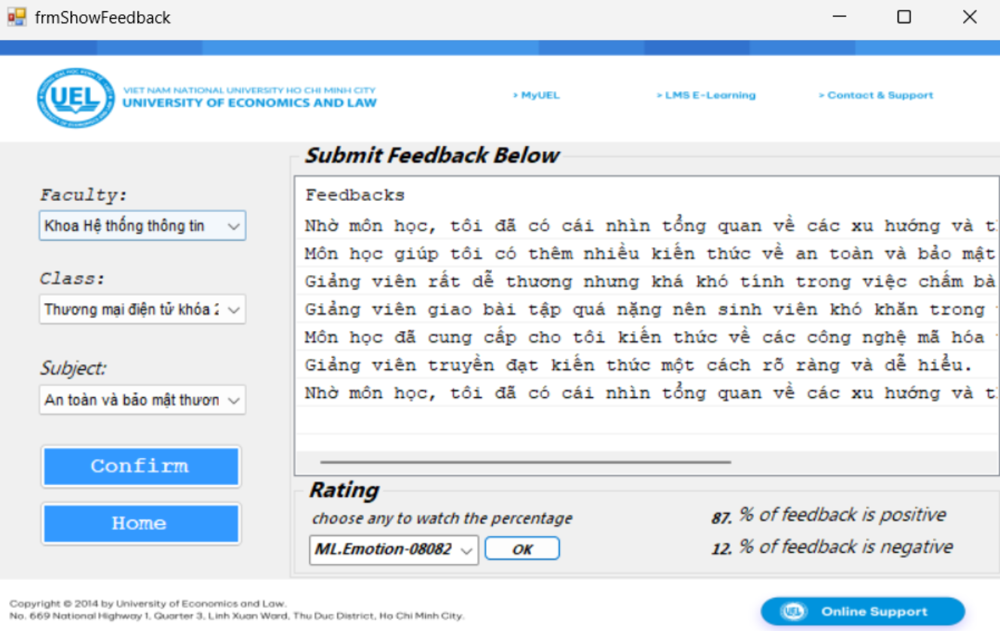 frmShowFeedback
UEL
VIET NAM NATIONAL UNIVERSITY HO CHI MINH CITY
UNIVERSITY OF ECONOMICS AND LAW
> MyUEL
> LMS E-Learning
> Contact & Support
Faculty:
Khoa Hệ thống thông tin
Class:
Thương mại điện tử khóa 2
Subject:
An toàn và bảo mật thươn
Confirm
Home
Submit Feedback Below
Feedbacks
Nhờ môn học, tôi đã có cái nhìn tổng quan về các xu hướng và
Môn học giúp tôi có thêm nhiều kiến thức về an toàn và bảo mật
Giảng viên rất dễ thương nhưng khá khó tính trong việc chấm bà
Giảng viên giao bài tập quá nặng nên sinh viên khó khăn trong
Môn học đã cung cấp cho tôi kiến thức về các công nghệ mã hóa
Giảng viên truyền đạt kiến thức một cách rõ ràng và dễ hiểu.
Nhờ môn học, tôi đã có cái nhìn tổng quan về các xu hướng và
Rating
choose any to watch the percentage
ML.Emotion-08082
OK
87. % of feedback is positive
12. % of feedback is negative
Copyright © 2014 by University of Economics and Law.
No. 669 National Highway 1, Quarter 3, Linh Xuan Ward, Thu Duc District, Ho Chi Minh City.
Online Support